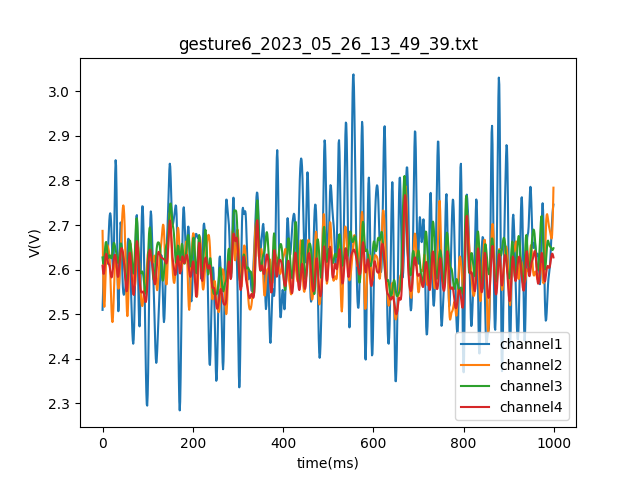 gesture6_2023_05_26_13_49_39.txt
V(V)
3.0
2.9
2.8
2.7
2.6
2.5
2.4
2.3
channel1
channel2
channel3
channel4
0
200
400
600
800
1000
time(ms)